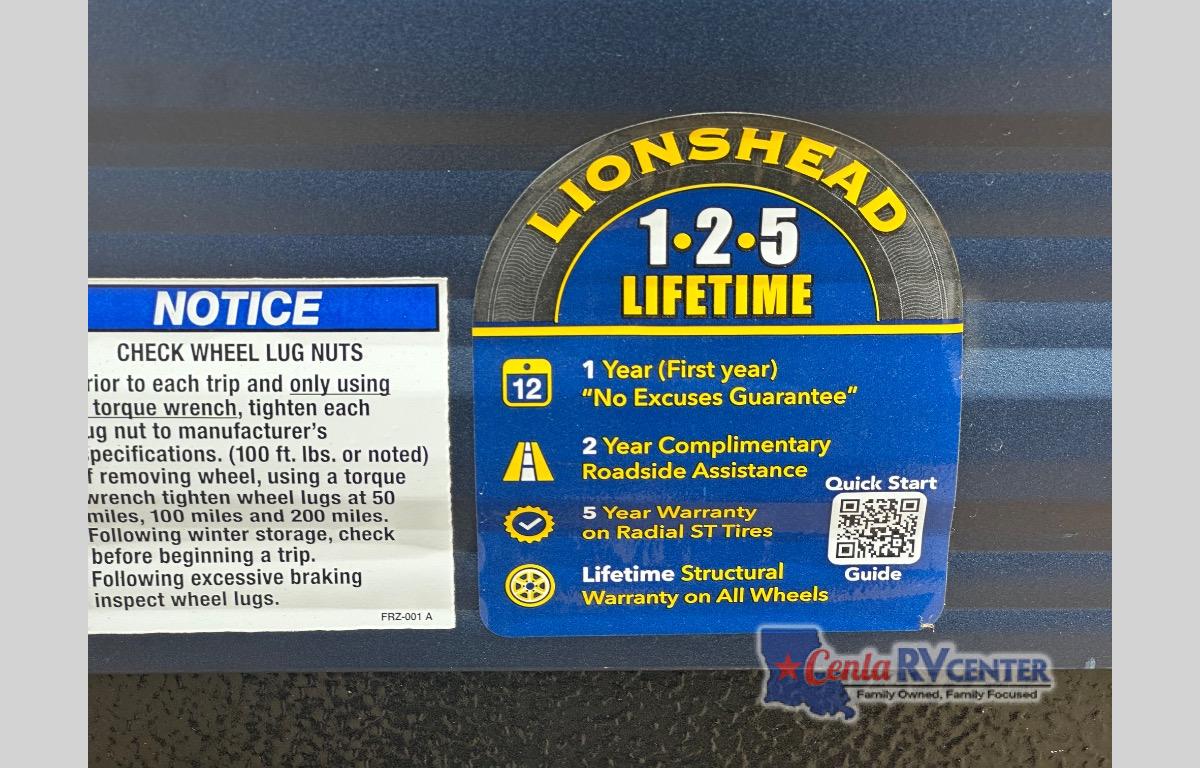 NOTICE
CHECK WHEEL LUG NUTS
rior to each trip and only using
torque wrench, tighten each
ug nut to manufacturer's
pecifications. (100 ft. lbs. or noted)
f removing wheel, using a torque
wrench tighten wheel lugs at 50
miles, 100 miles and 200 miles.
Following winter storage, check
before beginning a trip.
Following excessive braking
inspect wheel lugs.
FRZ-001 A
LIONSHEAD
1•2•5
LIFETIME
12
1 Year (First year)
"No Excuses Guarantee"
2 Year Complimentary
Roadside Assistance
5 Year Warranty
on Radial ST Tires
Lifetime Structural
Warranty on All Wheels
Quick Start
Guide
Cenla RV CENTER
Family Owned, Family Focused